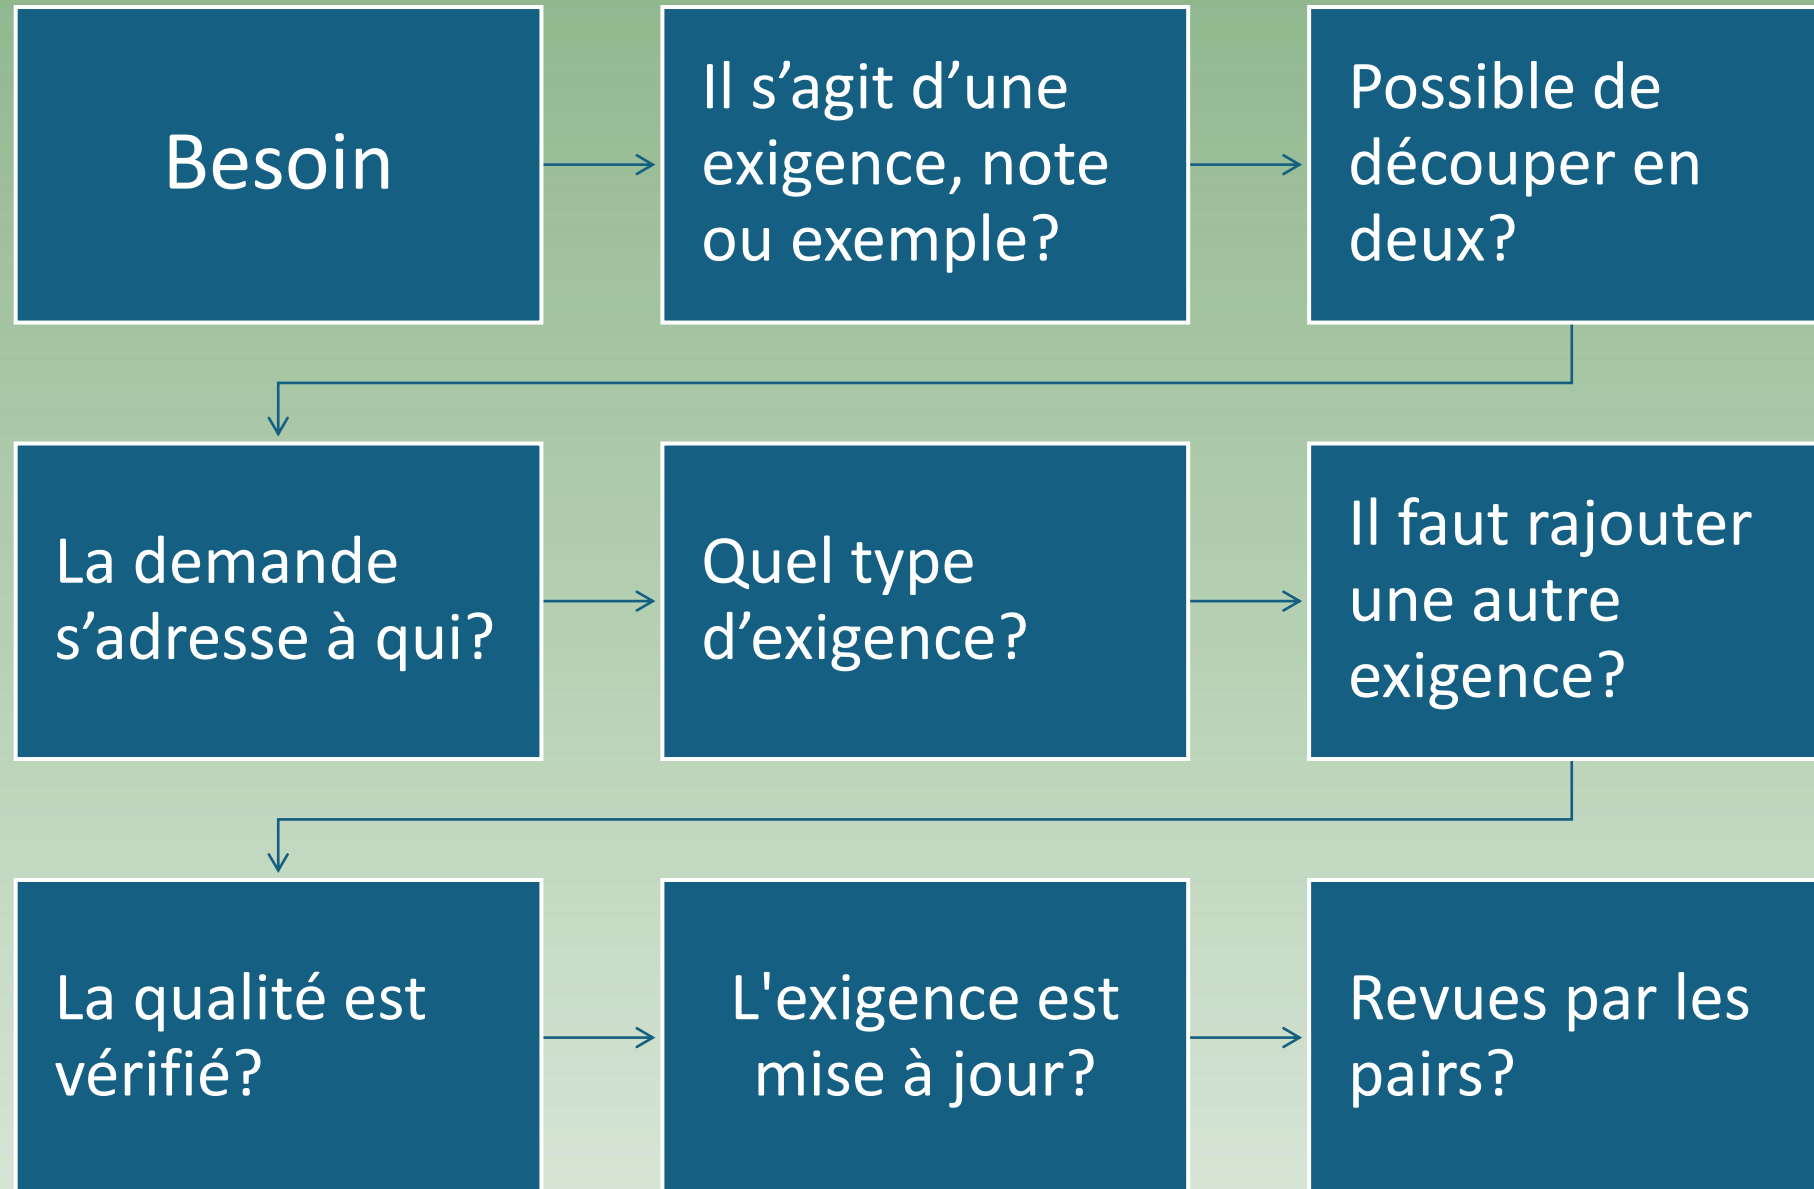 Besoin
Il s’agit d’une
exigence, note
ou exemple?
Possible de
découper en
deux?
La demande
s’adresse à qui?
Quel type
d’exigence?
Il faut rajouter
une autre
exigence?
La qualité est
vérifié?
L'exigence est
mise à jour?
Revues par les
pairs?